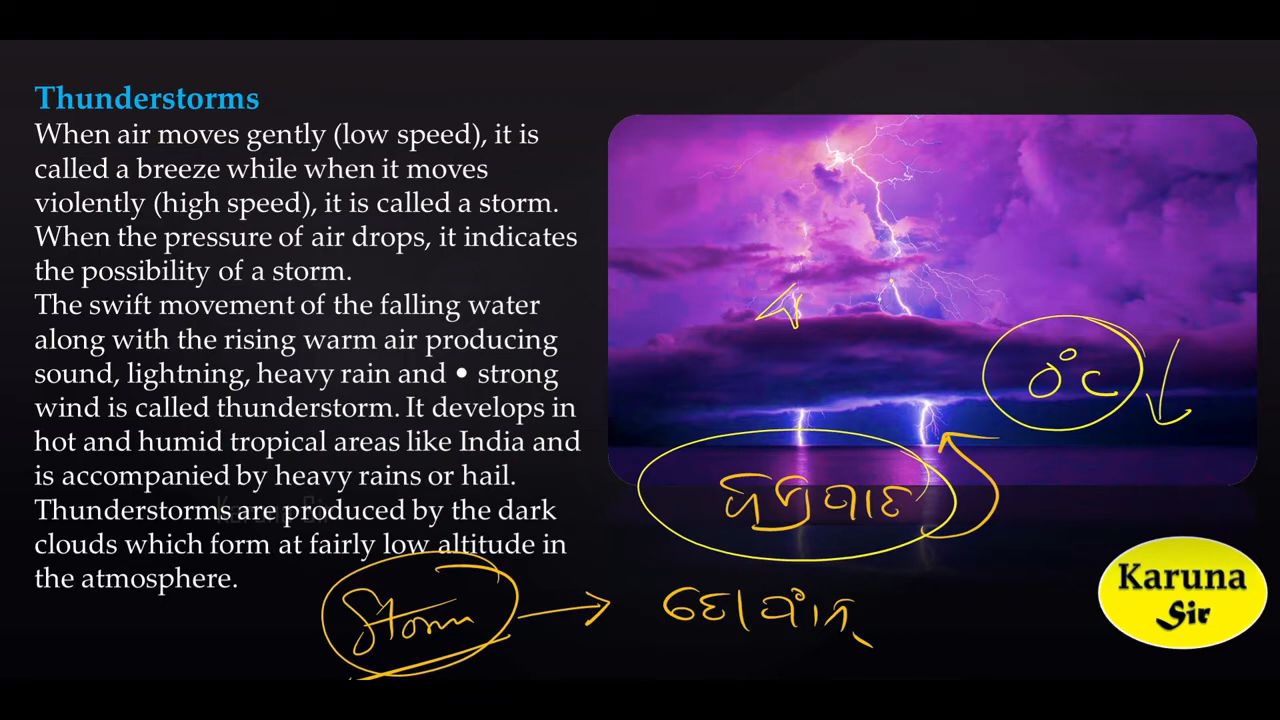 Thunderstorms
When air moves gently (low speed), it is
called a breeze while when it moves
violently (high speed), it is called a storm.
When the pressure of air drops, it indicates
the possibility of a storm.
The swift movement of the falling water
along with the rising warm air producing
sound, lightning, heavy rain and • strong
wind is called thunderstorm. It develops in
hot and humid tropical areas like India and
is accompanied by heavy rains or hail.
Thunderstorms are produced by the dark
clouds which form at fairly low altitude in
the atmosphere.
0°C
Storm →
Karuna
Sir